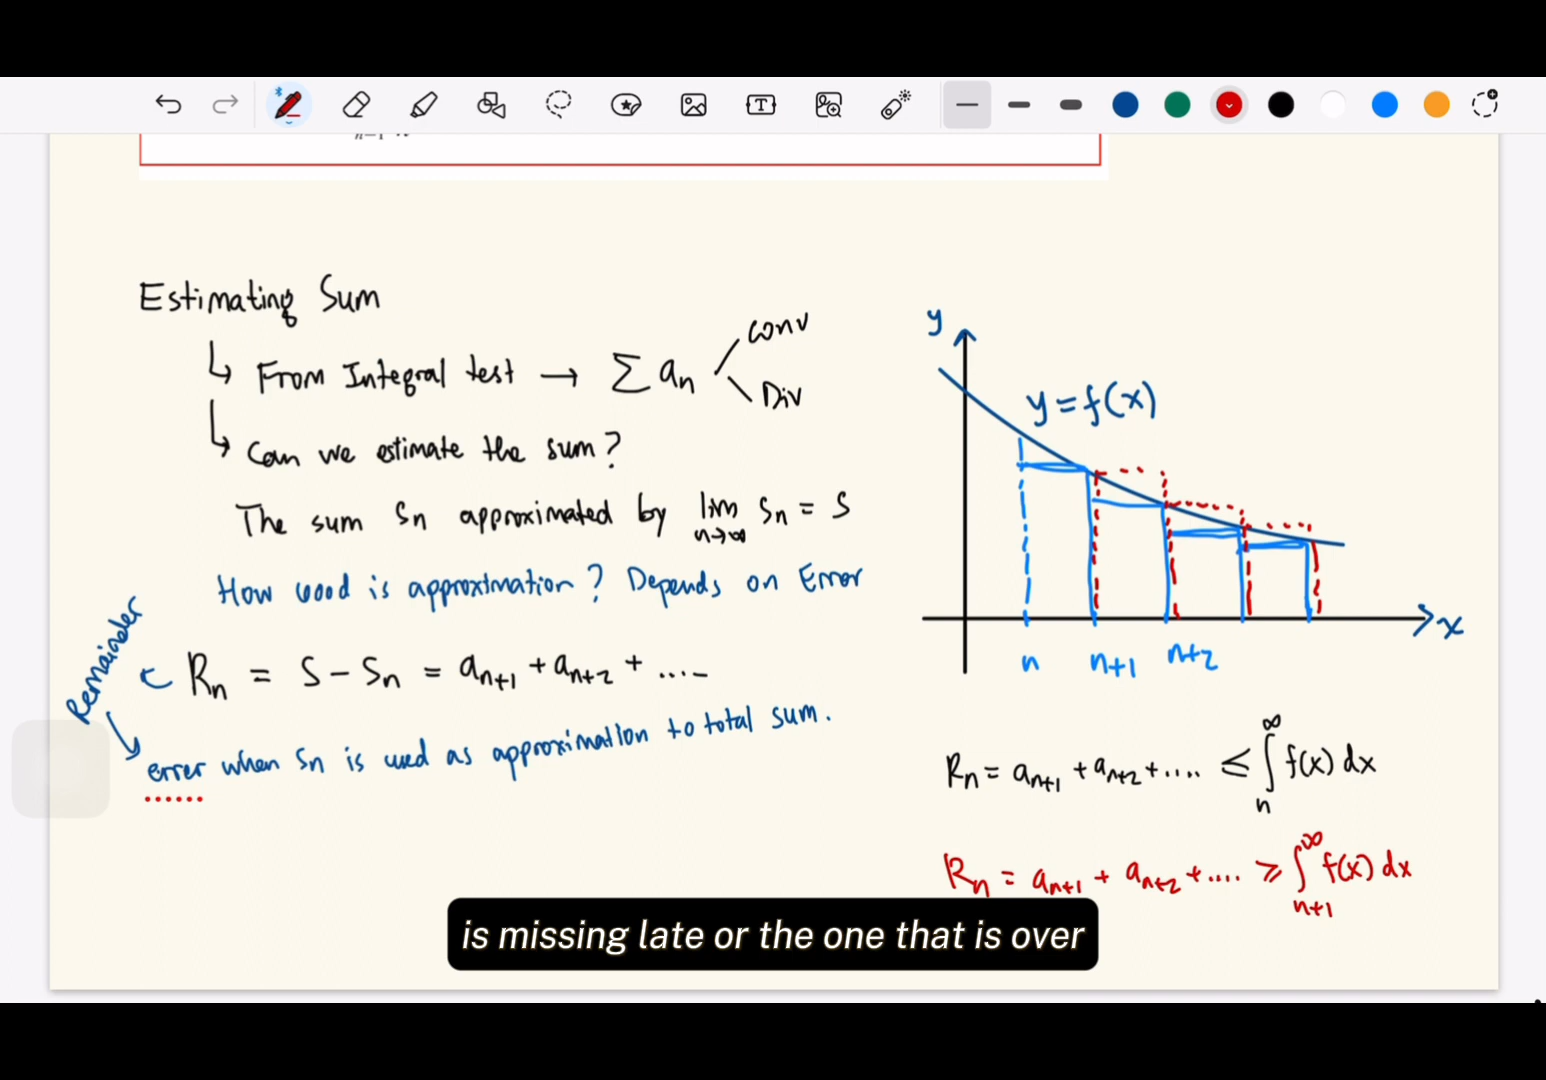 Estimating Sum
↳ From Integral test → ∑ aₙ
conv
Div
↳ Can we estimate the sum?
The sum Sₙ approximated by lim n→∞ Sₙ = S
How good is approximation? Depends on Error
Remainder
Rₙ = S − Sₙ = aₙ₊₁ + aₙ₊₂ + ....
error when Sₙ is used as approximation to total sum.
y
y = f(x)
x
n n+1 n+2
Rₙ = aₙ₊₁ + aₙ₊₂ + .... ≤ ∫ₙ^∞ f(x) dx
Rₙ = aₙ₊₁ + aₙ₊₂ + .... ≥ ∫ₙ₊₁^∞ f(x) dx
is missing late or the one that is over